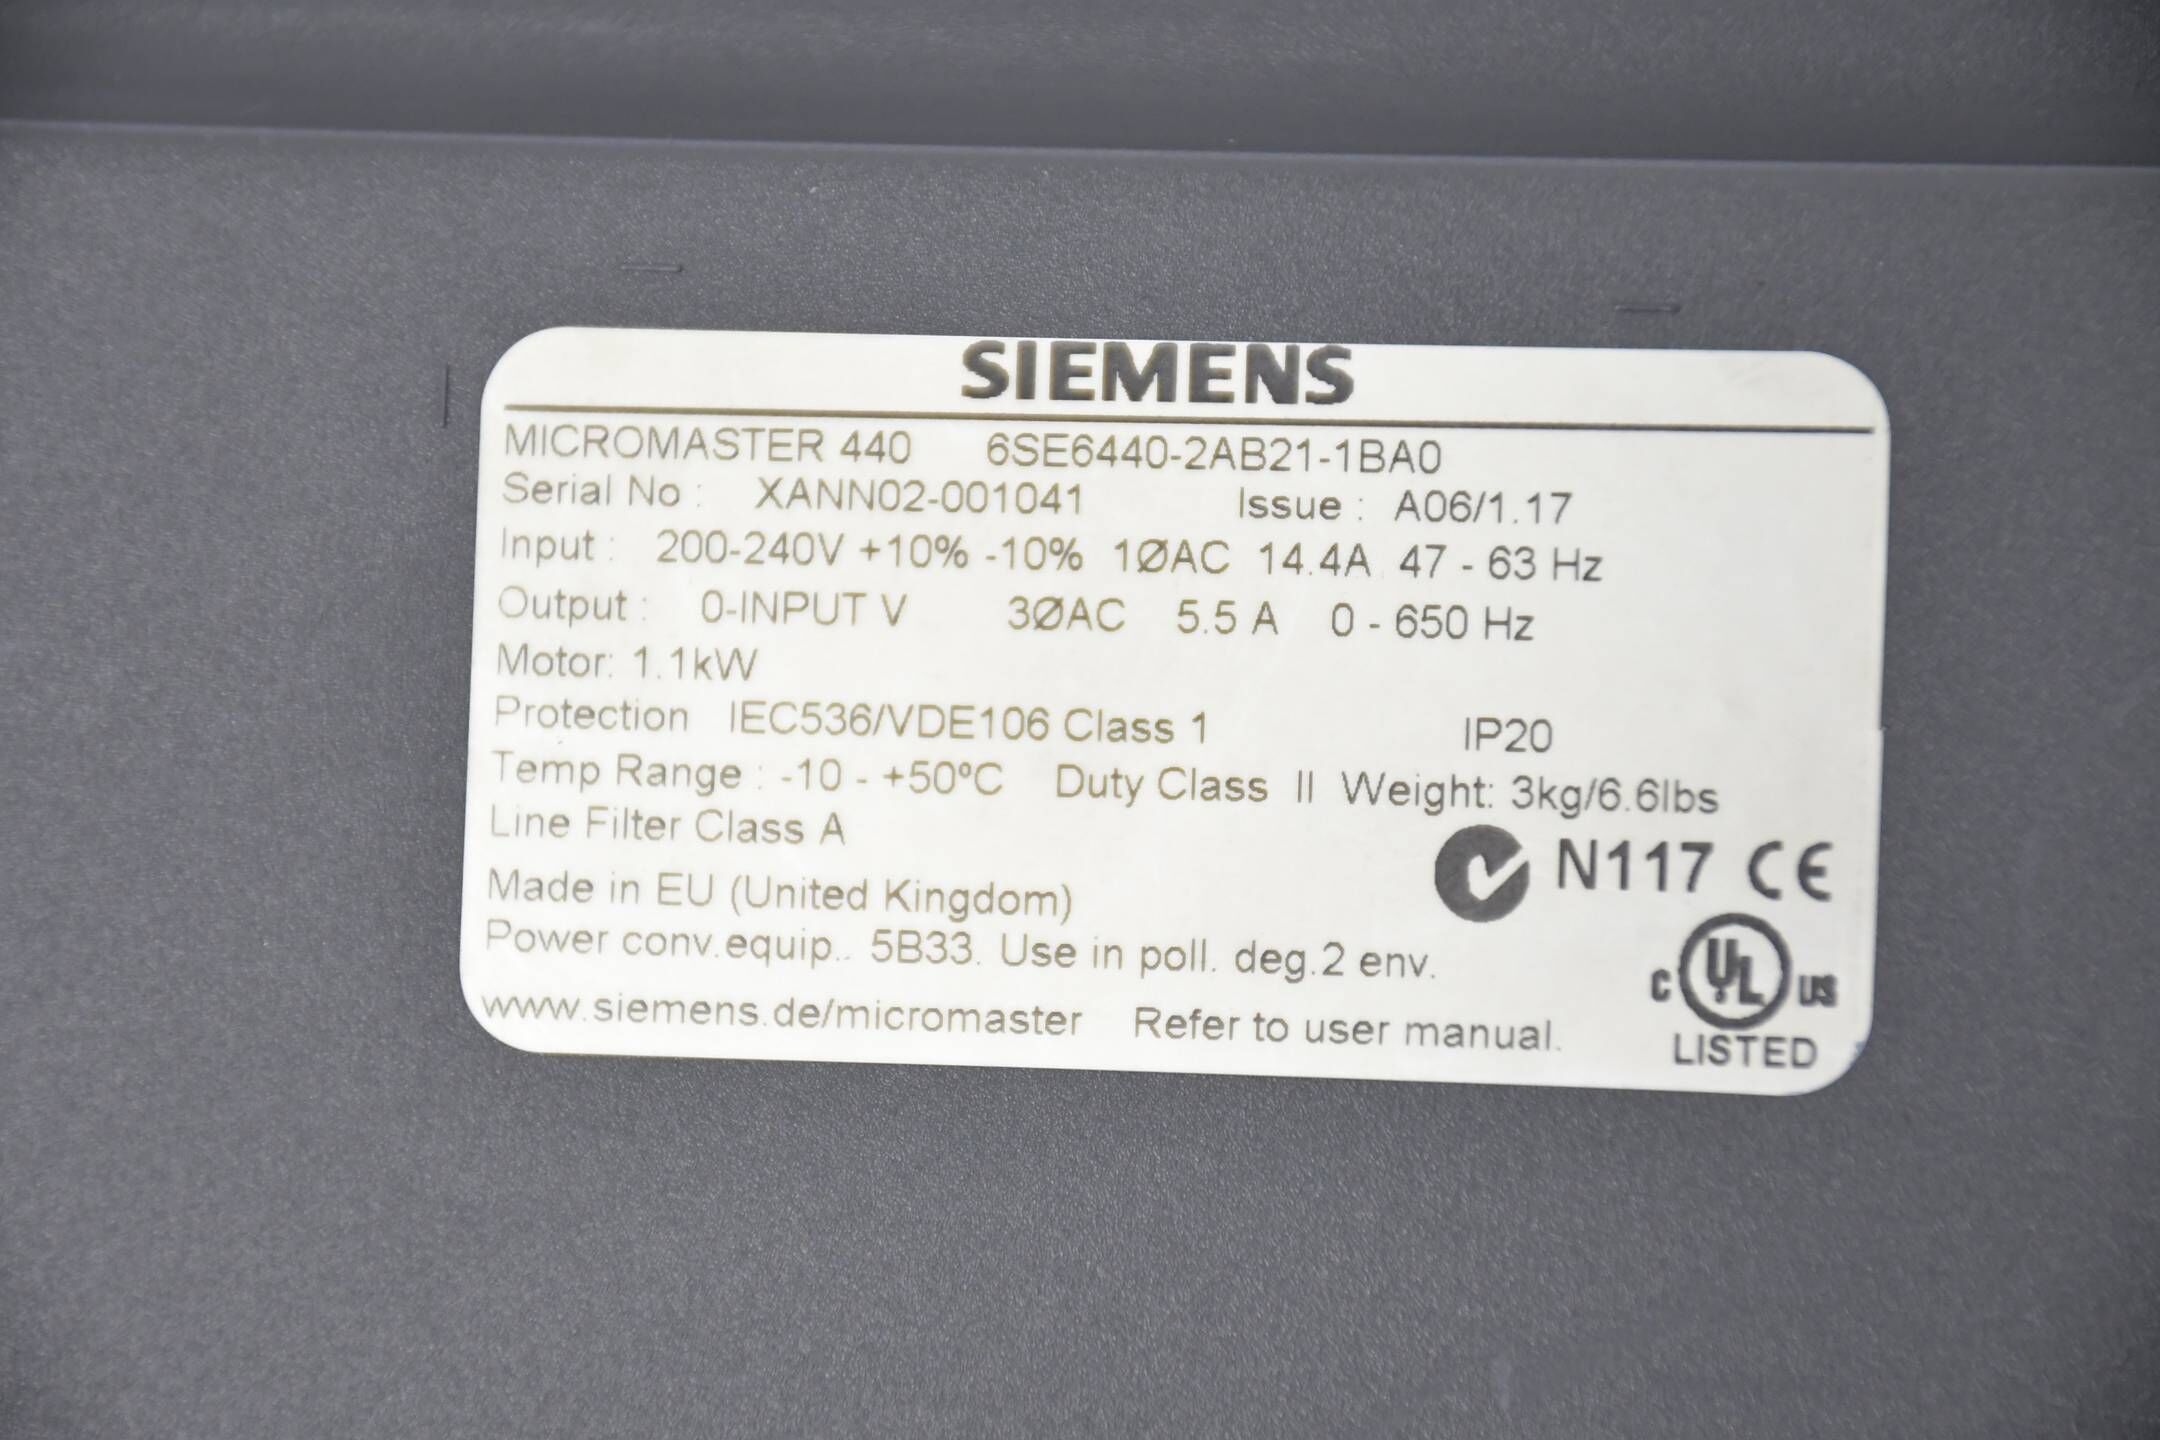 SIEMENS
MICROMASTER 440 6SE6440-2AB21-1BA0
Serial No : XANN02-001041 Issue : A06/1.17
Input : 200-240V +10% -10% 1ØAC 14.4A 47 - 63 Hz
Output : 0-INPUT V 3ØAC 5.5 A 0 - 650 Hz
Motor: 1.1kW
Protection IEC536/VDE106 Class 1 IP20
Temp Range : -10 - +50ºC Duty Class II Weight: 3kg/6.6lbs
Line Filter Class A
N117 CE
Made in EU (United Kingdom)
Power conv.equip.. 5B33. Use in poll. deg.2 env.
C UL US
LISTED
www.siemens.de/micromaster Refer to user manual.